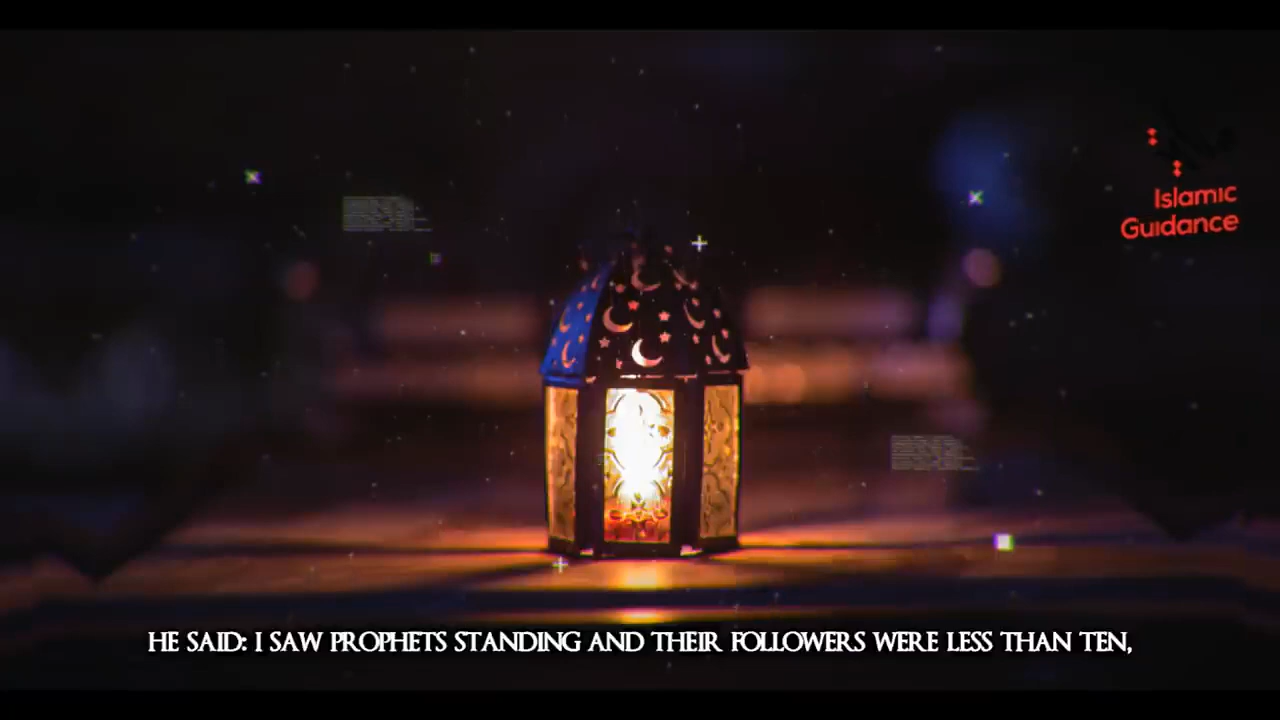 Islamic
Guidance
HE SAID: I SAW PROPHETS STANDING AND THEIR FOLLOWERS WERE LESS THAN TEN,